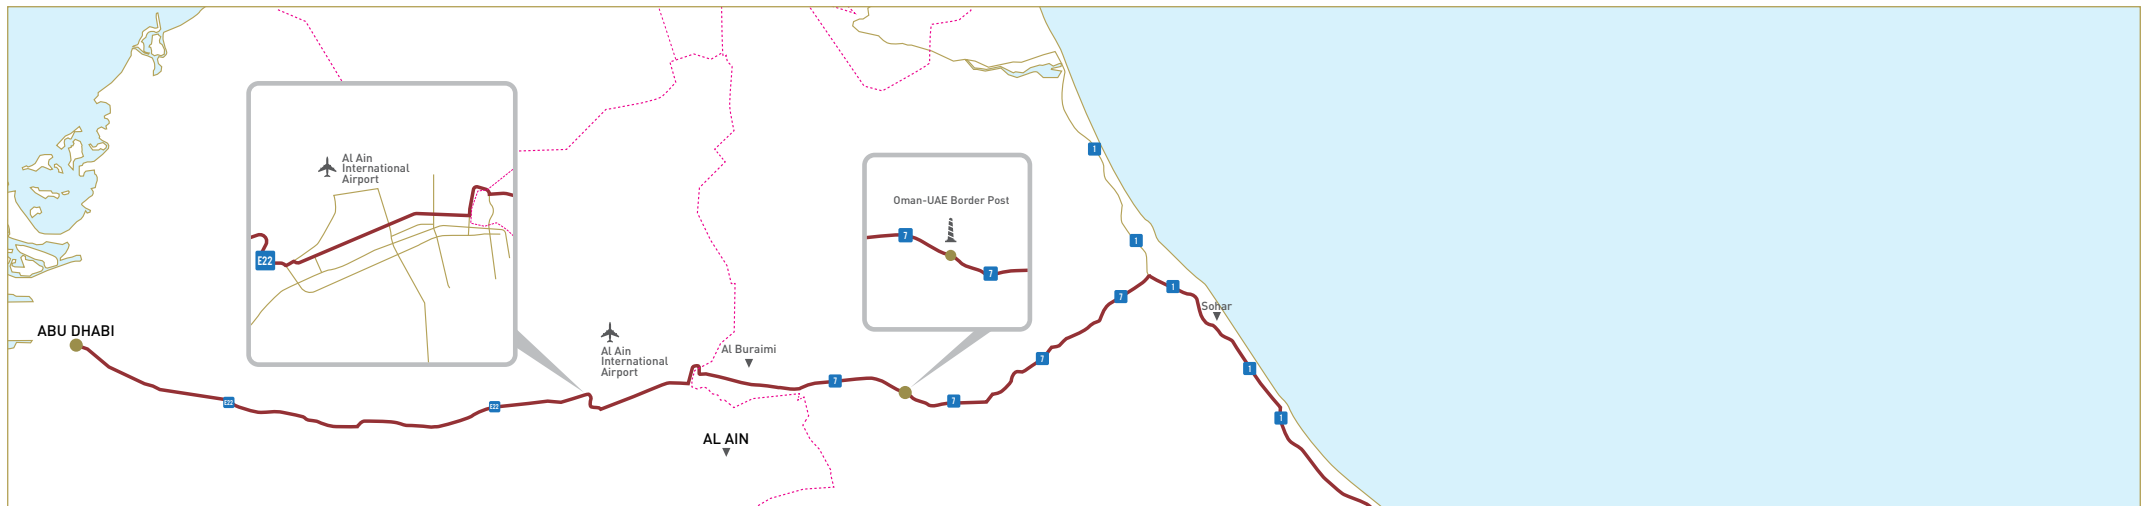 Al Ain
International
Airport
E22
Oman-UAE Border Post
7
7
1
1
ABU DHABI
E22
E22
Al Ain
International
Airport
Al Buraimi
AL AIN
7
7
7
7
1
Sohar
1
1